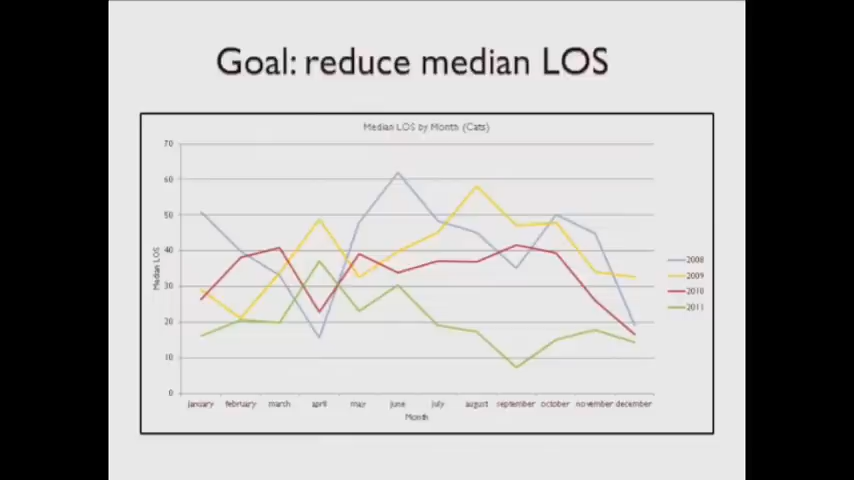 Goal: reduce median LOS
Median LOS by Month (Cats)
70
60
50
40
30
20
10
0
Median LOS
january february march april may june july august september october november december
Month
2008
2009
2010
2011